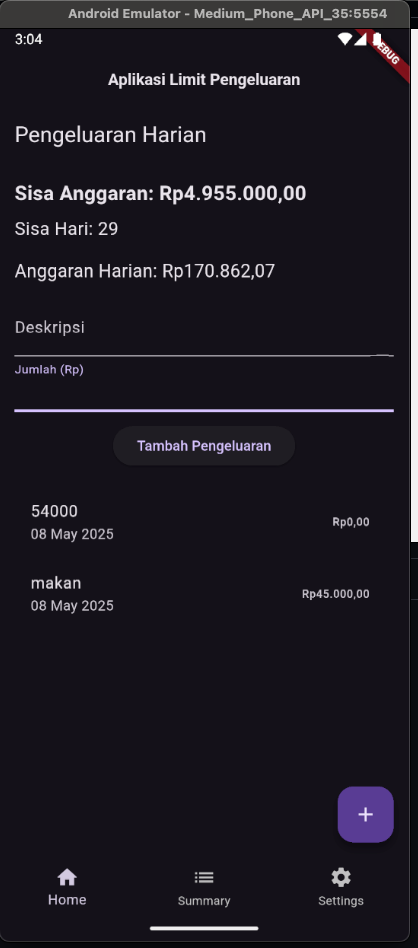 Android Emulator - Medium_Phone_API_35:5554
3:04
DEBUG
Aplikasi Limit Pengeluaran
Pengeluaran Harian
Sisa Anggaran: Rp4.955.000,00
Sisa Hari: 29
Anggaran Harian: Rp170.862,07
Deskripsi
Jumlah (Rp)
Tambah Pengeluaran
54000
Rp0,00
08 May 2025
makan
Rp45.000,00
08 May 2025
+
Home
Summary
Settings